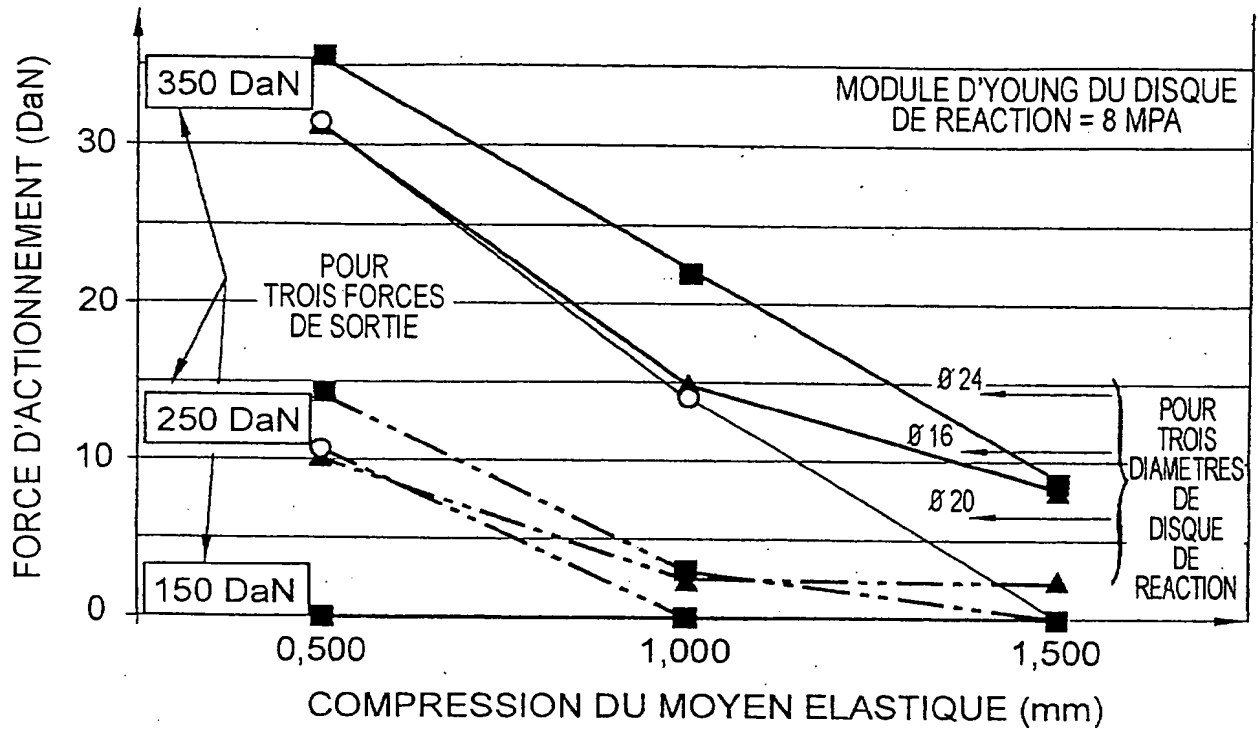 FORCE D'ACTIONNEMENT (DaN)
350 DaN
30
20
250 DaN
10
150 DaN
0
POUR
TROIS FORCES
DE SORTIE
MODULE D'YOUNG DU DISQUE
DE REACTION = 8 MPA
Ø 24
Ø 16
Ø 20
POUR
TROIS
DIAMETRES
DE
DISQUE
DE
REACTION
0,500
1,000
1,500
COMPRESSION DU MOYEN ELASTIQUE (mm)